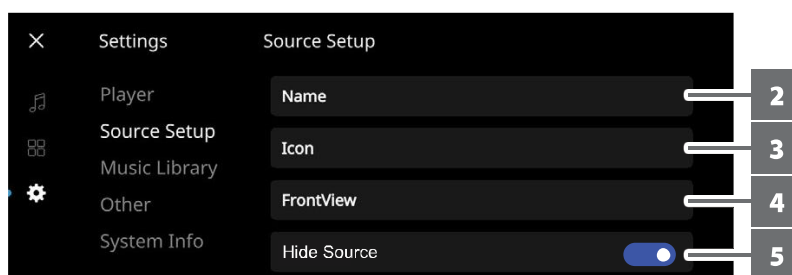 Settings
Source Setup
Player
Name
2
Source Setup
Icon
3
Music Library
Other
FrontView
4
System Info
Hide Source
5